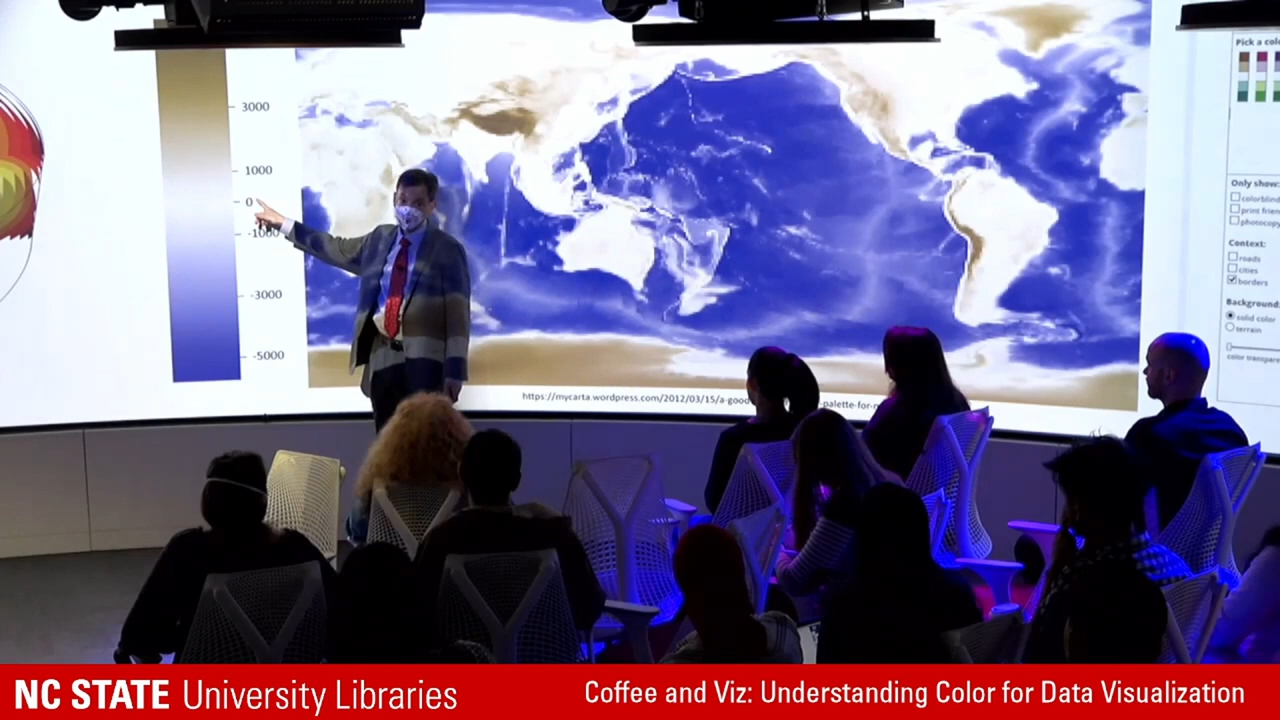 3000
1000
0
-1000
-3000
-5000
https://mycarta.wordpress.com/2012/03/15/a-good
-palette-for-
Pick a colo
Only show:
colorblind
print frien
photocopy
Context:
roads
cities
borders
Background:
solid color
terrain
color transpare
NC STATE University Libraries
Coffee and Viz: Understanding Color for Data Visualization